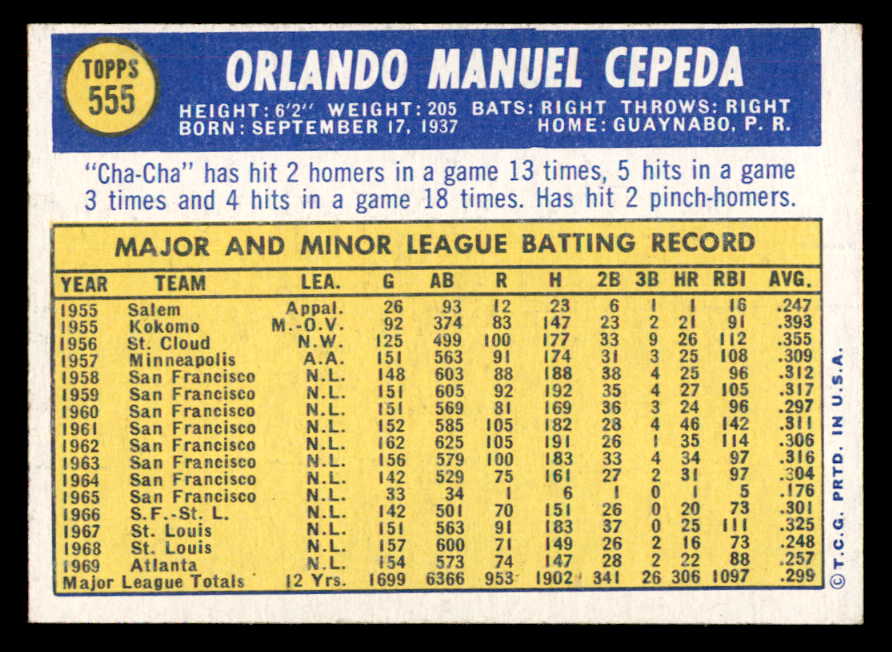 TOPPS
555
ORLANDO MANUEL CEPEDA
HEIGHT: 6'2" WEIGHT: 205 BATS: RIGHT THROWS: RIGHT
BORN: SEPTEMBER 17, 1937 HOME: GUAYNABO, P. R.
"Cha-Cha" has hit 2 homers in a game 13 times, 5 hits in a game
3 times and 4 hits in a game 18 times. Has hit 2 pinch-homers.
MAJOR AND MINOR LEAGUE BATTING RECORD
YEAR TEAM LEA. G AB R H 2B 3B HR RBI AVG.
1955 Salem Appal. 26 93 12 23 6 1 1 16 .247
1955 Kokomo M.-O.V. 92 374 83 147 23 2 21 91 .393
1956 St. Cloud N.W. 125 499 100 177 33 9 26 112 .355
1957 Minneapolis A.A. 151 563 91 174 31 3 25 108 .309
1958 San Francisco N.L. 148 603 88 188 38 4 25 96 .312
1959 San Francisco N.L. 151 605 92 192 35 4 27 105 .317
1960 San Francisco N.L. 151 569 81 169 36 3 24 96 .297
1961 San Francisco N.L. 152 585 105 182 28 4 46 142 .311
1962 San Francisco N.L. 162 625 105 191 26 1 35 114 .306
1963 San Francisco N.L. 156 579 100 183 33 4 34 97 .316
1964 San Francisco N.L. 142 529 75 161 27 2 31 97 .304
1965 San Francisco N.L. 33 34 1 6 1 0 1 5 .176
1966 S.F.-St. L. N.L. 142 501 70 151 26 0 20 73 .301
1967 St. Louis N.L. 151 563 91 183 37 0 25 111 .325
1968 St. Louis N.L. 157 600 71 149 26 2 16 73 .248
1969 Atlanta N.L. 154 573 74 147 28 2 22 88 .257
Major League Totals 12 Yrs. 1699 6366 953 1902 341 26 306 1097 .299
© T.C.G. PRTD. IN U.S.A.